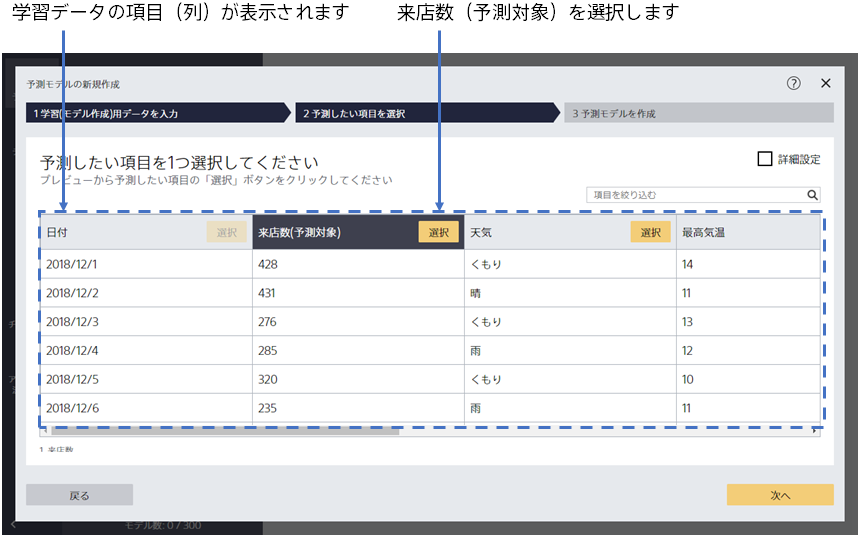 学習データの項目（列）が表示されます 来店数（予測対象）を選択します
予測モデルの新規作成
1 学習(モデル作成)用データを入力 2 予測したい項目を選択 3 予測モデルを作成
予測したい項目を1つ選択してください 詳細設定
プレビューから予測したい項目の「選択」ボタンをクリックしてください
項目を絞り込む
日付 選択 来店数(予測対象) 選択 天気 選択 最高気温
2018/12/1 428 くもり 14
2018/12/2 431 晴 11
2018/12/3 276 くもり 13
2018/12/4 285 雨 12
2018/12/5 320 くもり 10
2018/12/6 235 雨 11
戻る 次へ
モデル数: 0 / 300